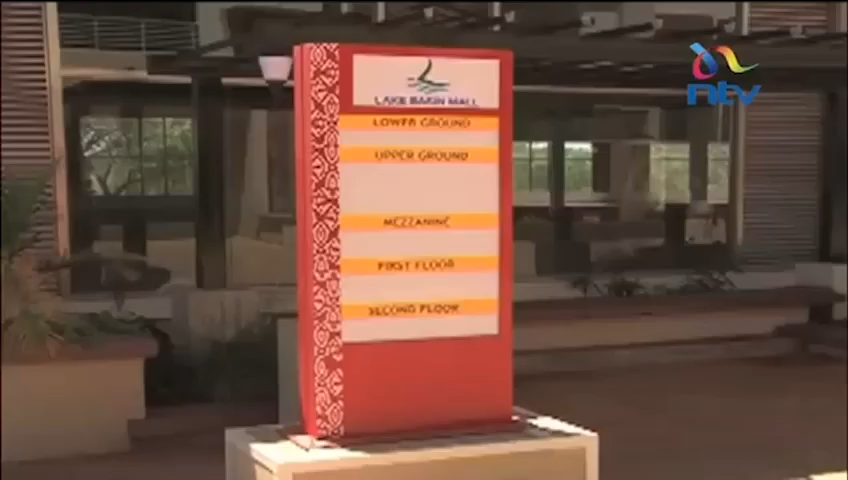 LAKE BASIN MALL
LOWER GROUND
UPPER GROUND
MEZZANINE
FIRST FLOOR
SECOND FLOOR
ntv